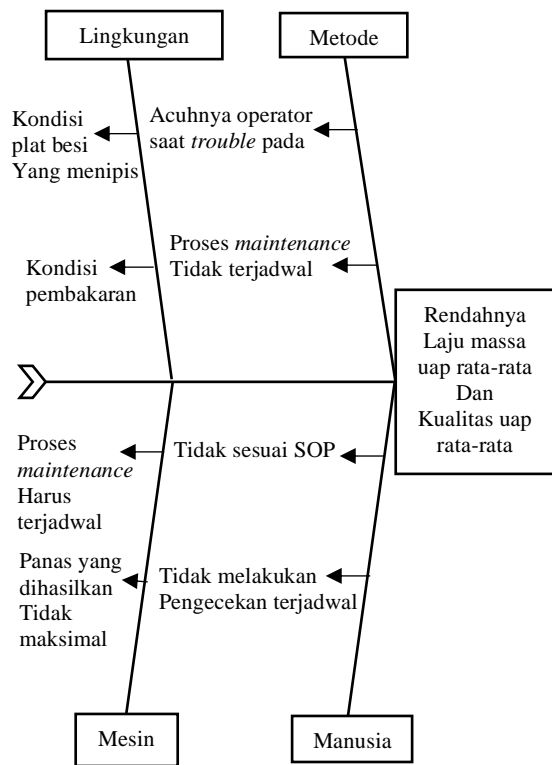 Lingkungan
Metode
Kondisi
plat besi
Yang menipis
Acuhnya operator
saat trouble pada
Kondisi
pembakaran
Proses maintenance
Tidak terjadwal
Rendahnya
Laju massa
uap rata-rata
Dan
Kualitas uap
rata-rata
Proses
maintenance
Harus
terjadwal
Tidak sesuai SOP
Panas yang
dihasilkan
Tidak
maksimal
Tidak melakukan
Pengecekan terjadwal
Mesin
Manusia